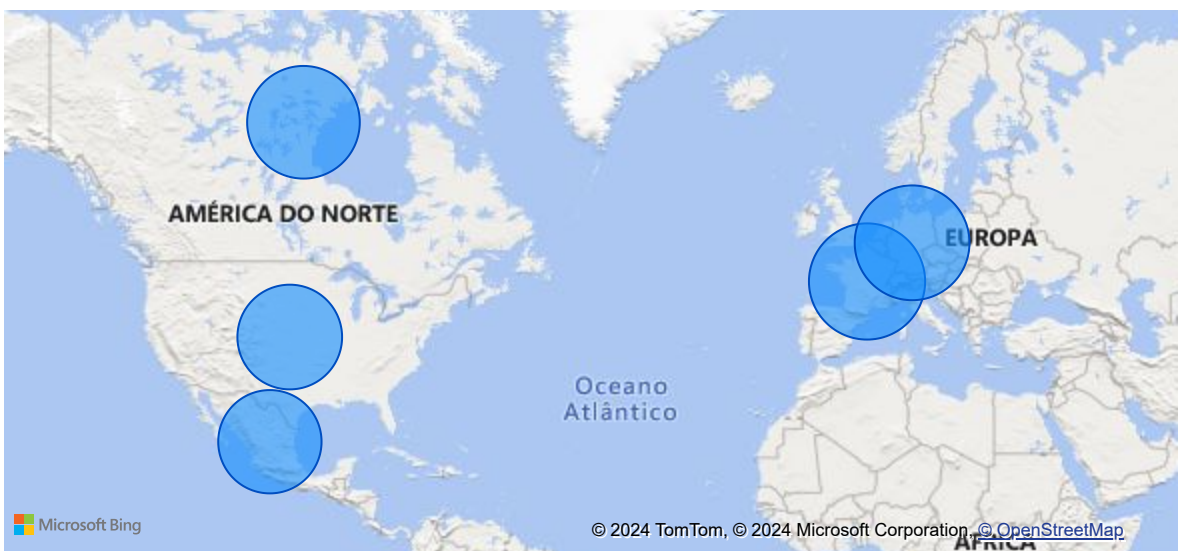 AMÉRICA DO NORTE
EUROPA
Oceano
Atlântico
Microsoft Bing
© 2024 TomTom, © 2024 Microsoft Corporation, © OpenStreetMap
ÁFRICA